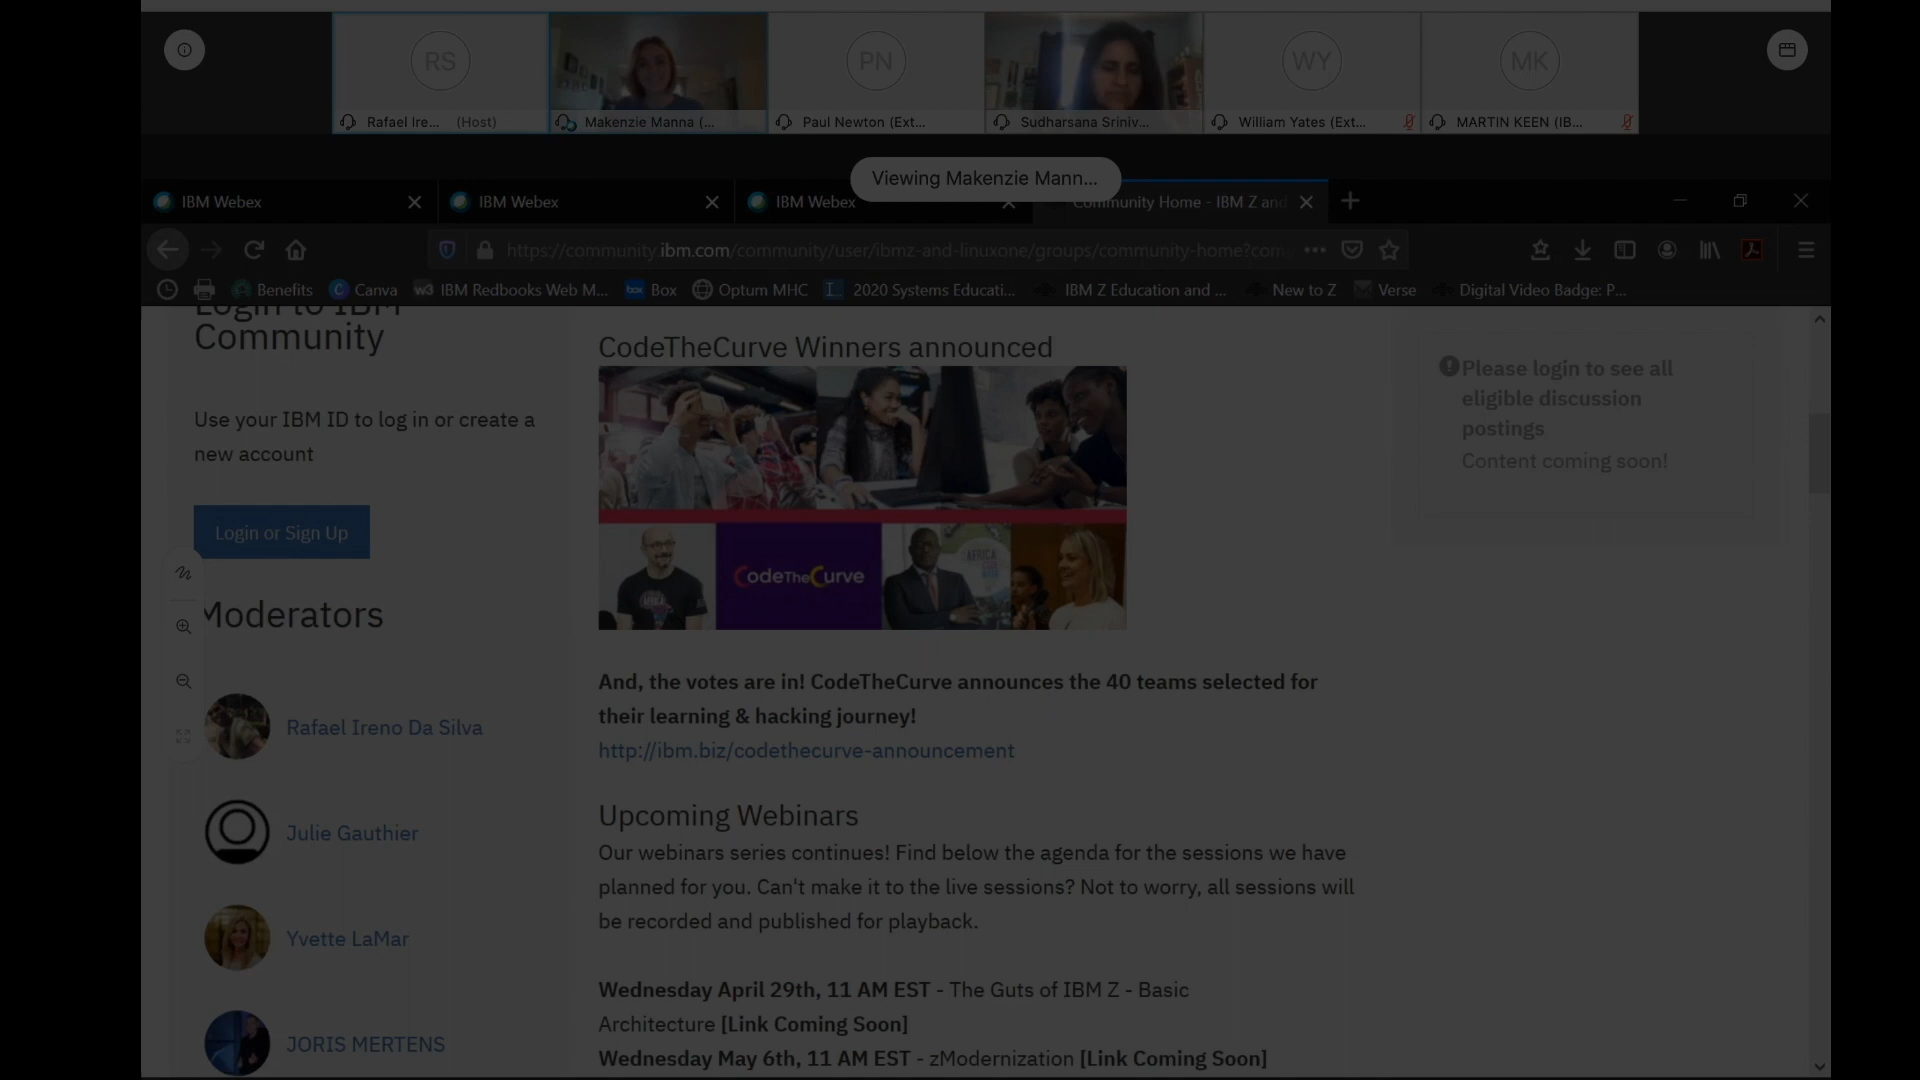 RS
PN
WY
MK
Rafael Ire... (Host)
Makenzie Manna (...
Paul Newton (Ext...
Sudharsana Sriniv...
William Yates (Ext...
MARTIN KEEN (IB...
Viewing Makenzie Mann...
IBM Webex
IBM Webex
IBM Webex
Community Home - IBM Z and
https://community.ibm.com/community/user/ibmz-and-linuxone/groups/community-home?com
Benefits
Canva
IBM Redbooks Web M...
Box
Optum MHC
2020 Systems Educati...
IBM Z Education and ...
New to Z
Verse
Digital Video Badge: P...
Login to IBM
Community
Use your IBM ID to log in or create a
new account
Login or Sign Up
Moderators
Rafael Ireno Da Silva
Julie Gauthier
Yvette LaMar
JORIS MERTENS
CodeTheCurve Winners announced
CodeTheCurve
And, the votes are in! CodeTheCurve announces the 40 teams selected for
their learning & hacking journey!
http://ibm.biz/codethecurve-announcement
Upcoming Webinars
Our webinars series continues! Find below the agenda for the sessions we have
planned for you. Can't make it to the live sessions? Not to worry, all sessions will
be recorded and published for playback.
Wednesday April 29th, 11 AM EST - The Guts of IBM Z - Basic
Architecture [Link Coming Soon]
Wednesday May 6th, 11 AM EST - zModernization [Link Coming Soon]
Please login to see all
eligible discussion
postings
Content coming soon!